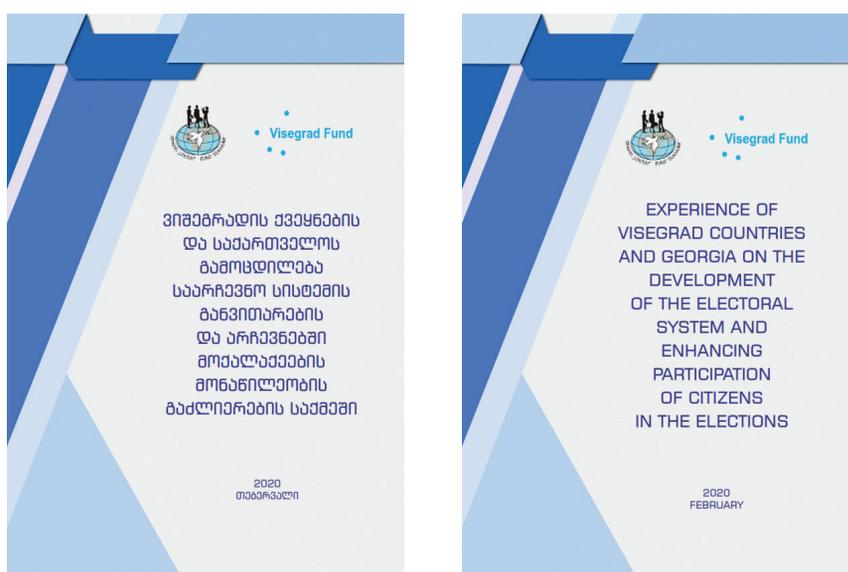 Visegrad Fund
ვიშეგრადის ქვეყნების
და საქართველოს
გამოცდილება
საარჩევნო სისტემის
განვითარების
და არჩევნებში
მოქალაქეების
მონაწილეობის
გაძლიერების საქმეში
2020
თებერვალი
Visegrad Fund
EXPERIENCE OF
VISEGRAD COUNTRIES
AND GEORGIA ON THE
DEVELOPMENT
OF THE ELECTORAL
SYSTEM AND
ENHANCING
PARTICIPATION
OF CITIZENS
IN THE ELECTIONS
2020
FEBRUARY